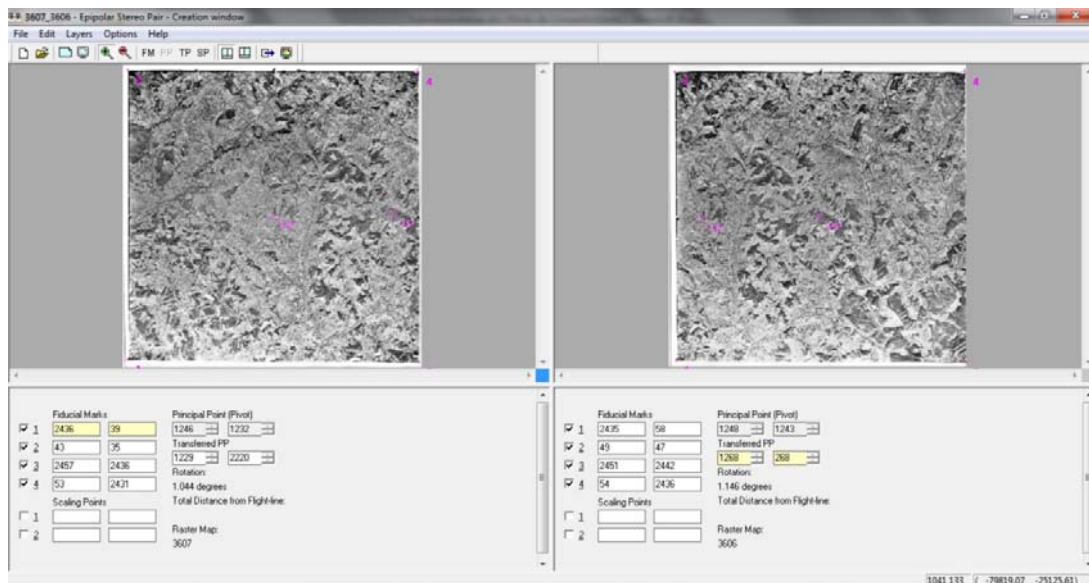 3607_3606 - Epipolar Stereo Pair - Creation window
File Edit Layers Options Help
FM PP TP SP
4
4
Fiducial Marks Principal Point (Pivot)
1 2436 39 1246 1232
2 43 35 Transferred PP
3 2457 2436 1229 2220
4 53 2431 Rotation:
1.044 degrees
Scaling Points Total Distance from Flight-line:
1
2 Raster Map:
3607
Fiducial Marks Principal Point (Pivot)
1 2435 58 1248 1243
2 49 47 Transferred PP
3 2451 2442 1268 268
4 54 2436 Rotation:
1.146 degrees
Scaling Points Total Distance from Flight-line:
1
2 Raster Map:
3606
1041,133 ( -79819.07, -25125.61)